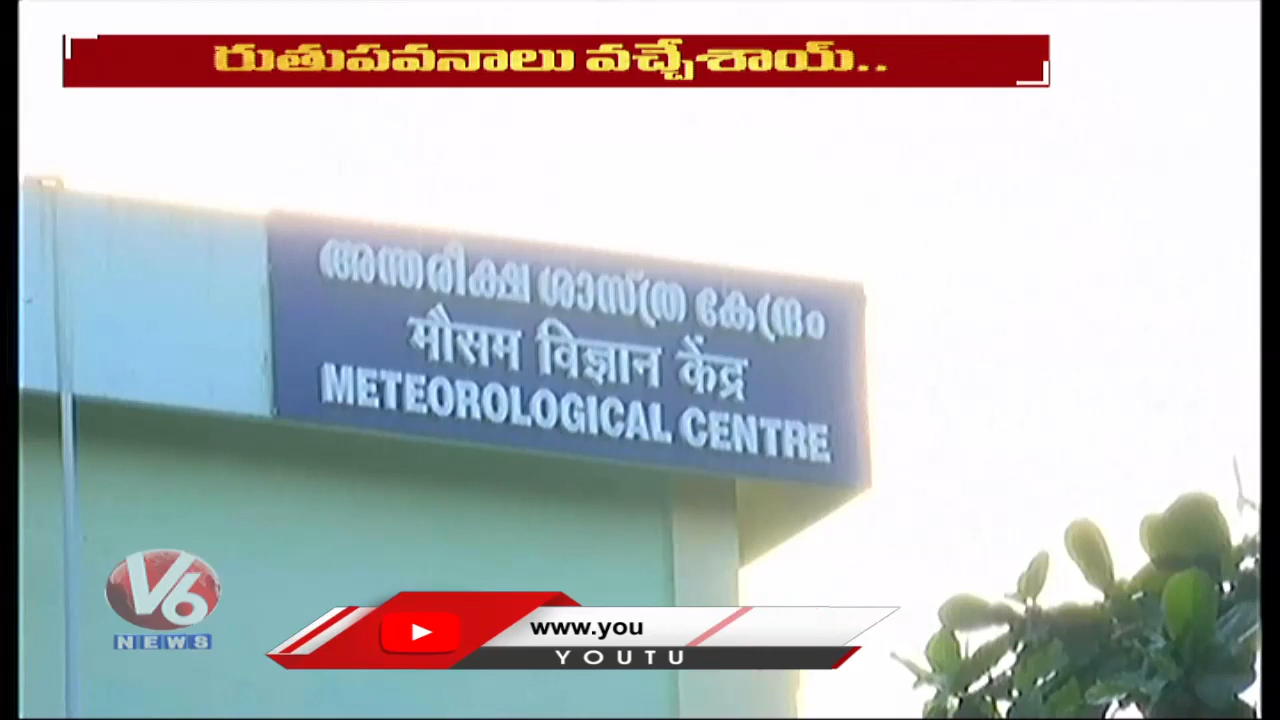 రుతుపవనాలు వచ్చేశాయ్..
അന്തരീക്ഷ ശാസ്ത്ര കേന്ദ്രം
मौसम विज्ञान केंद्र
METEOROLOGICAL CENTRE
V6
NEWS
www.you
YOUTU